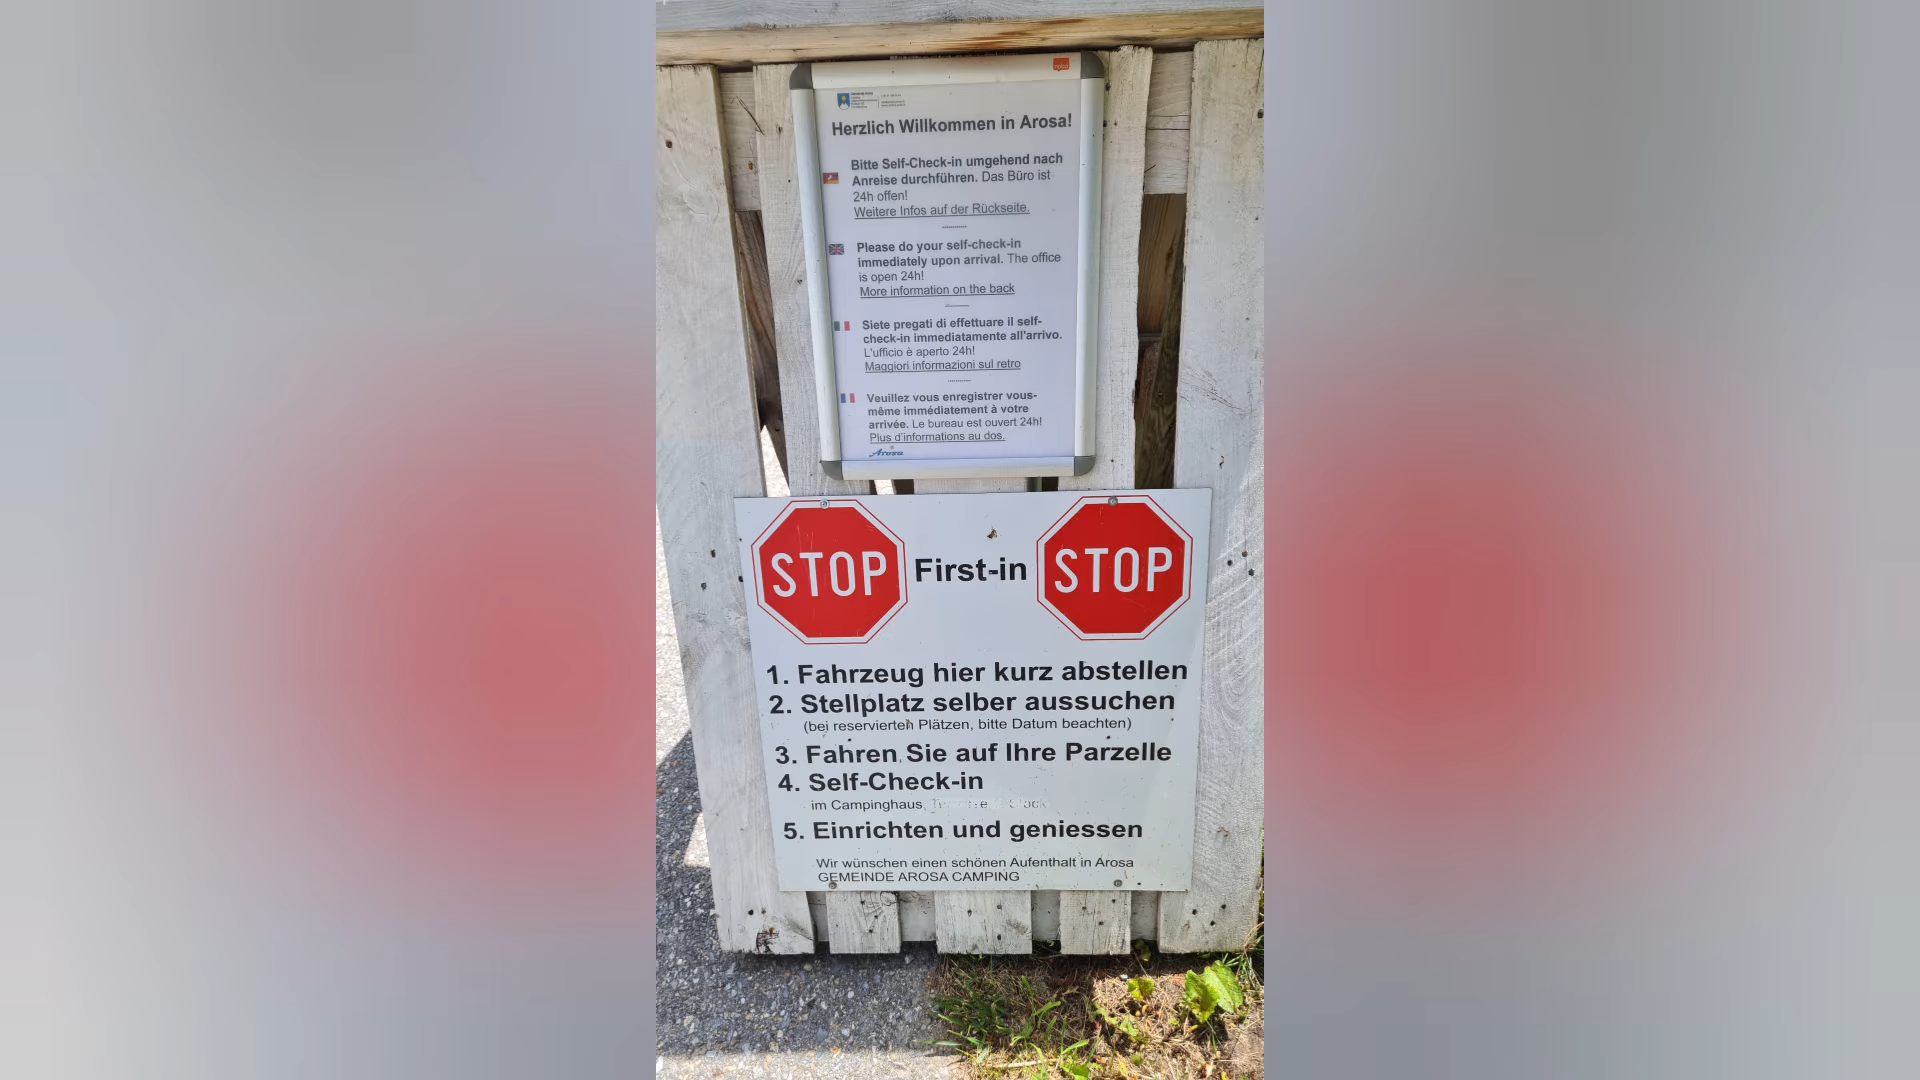 Herzlich Willkommen in Arosa!
Bitte Self-Check-in umgehend nach
Anreise durchführen. Das Büro ist
24h offen!
Weitere Infos auf der Rückseite.
Please do your self-check-in
immediately upon arrival. The office
is open 24h!
More information on the back
Siete pregati di effettuare il self-
check-in immediatamente all'arrivo.
L'ufficio è aperto 24h!
Maggiori informazioni sul retro
Veuillez vous enregistrer vous-
même immédiatement à votre
arrivée. Le bureau est ouvert 24h!
Plus d'informations au dos.
Arosa
STOP First-in STOP
1. Fahrzeug hier kurz abstellen
2. Stellplatz selber aussuchen
(bei reservierten Plätzen, bitte Datum beachten)
3. Fahren Sie auf Ihre Parzelle
4. Self-Check-in
im Campinghaus,
5. Einrichten und geniessen
Wir wünschen einen schönen Aufenthalt in Arosa
GEMEINDE AROSA CAMPING